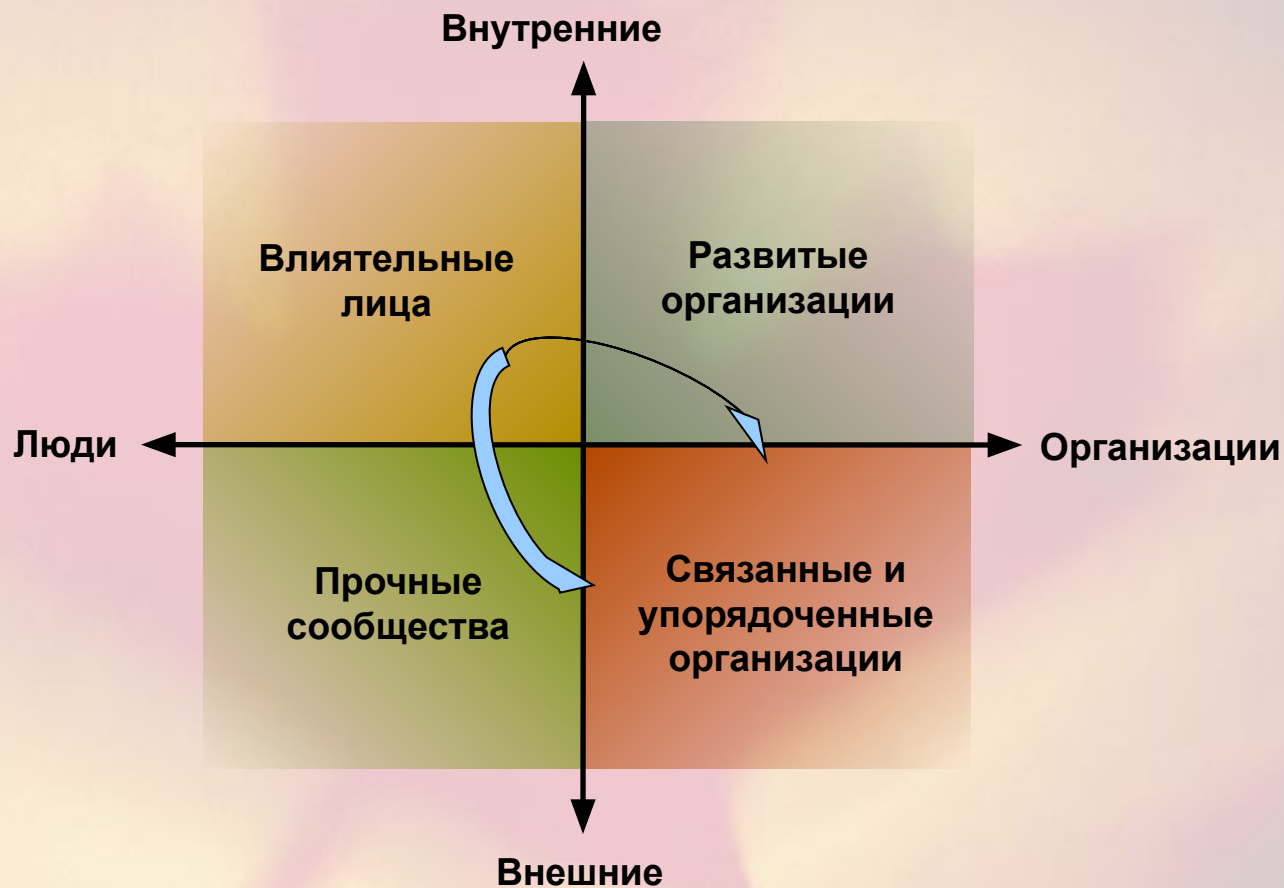 Внутренние
Влиятельные
лица
Развитые
организации
Люди
Организации
Прочные
сообщества
Связанные и
упорядоченные
организации
Внешние